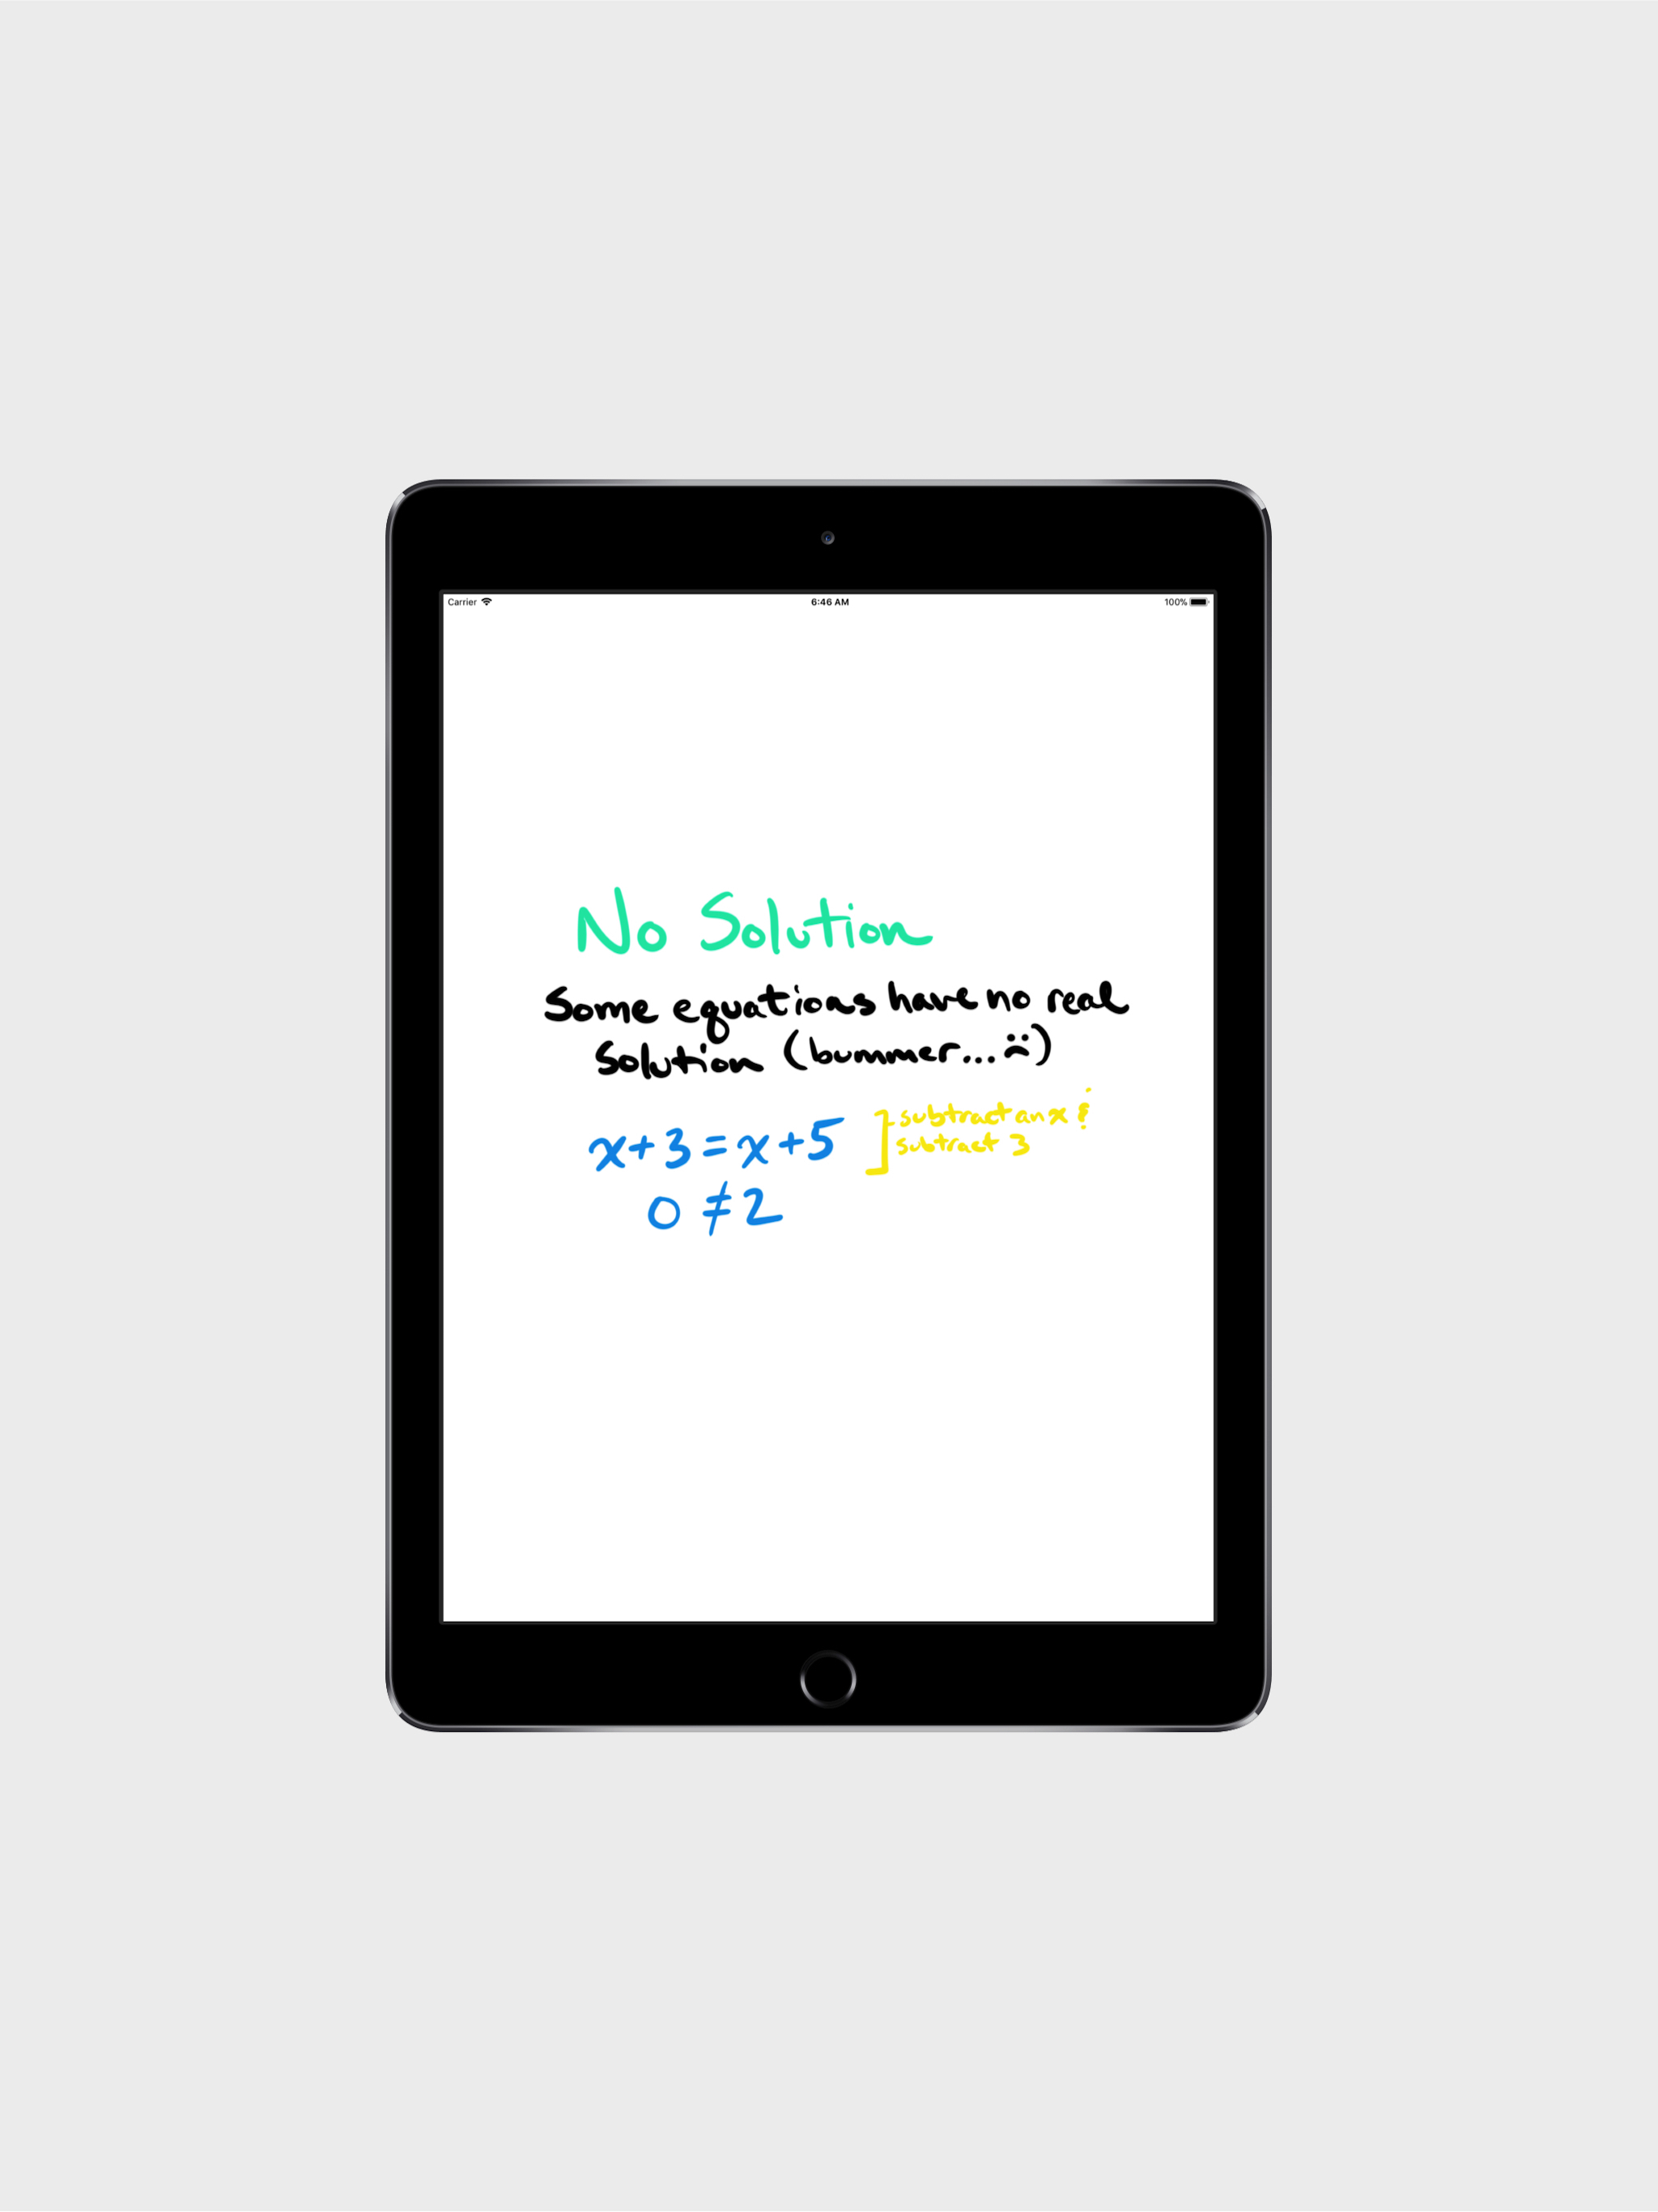 Carrier 6:46 AM 100%
No Solution
Some equations have no real
solution (bummer...☹)
x+3=x+5 ] subtract an x &
subtract 3
0 ≠ 2